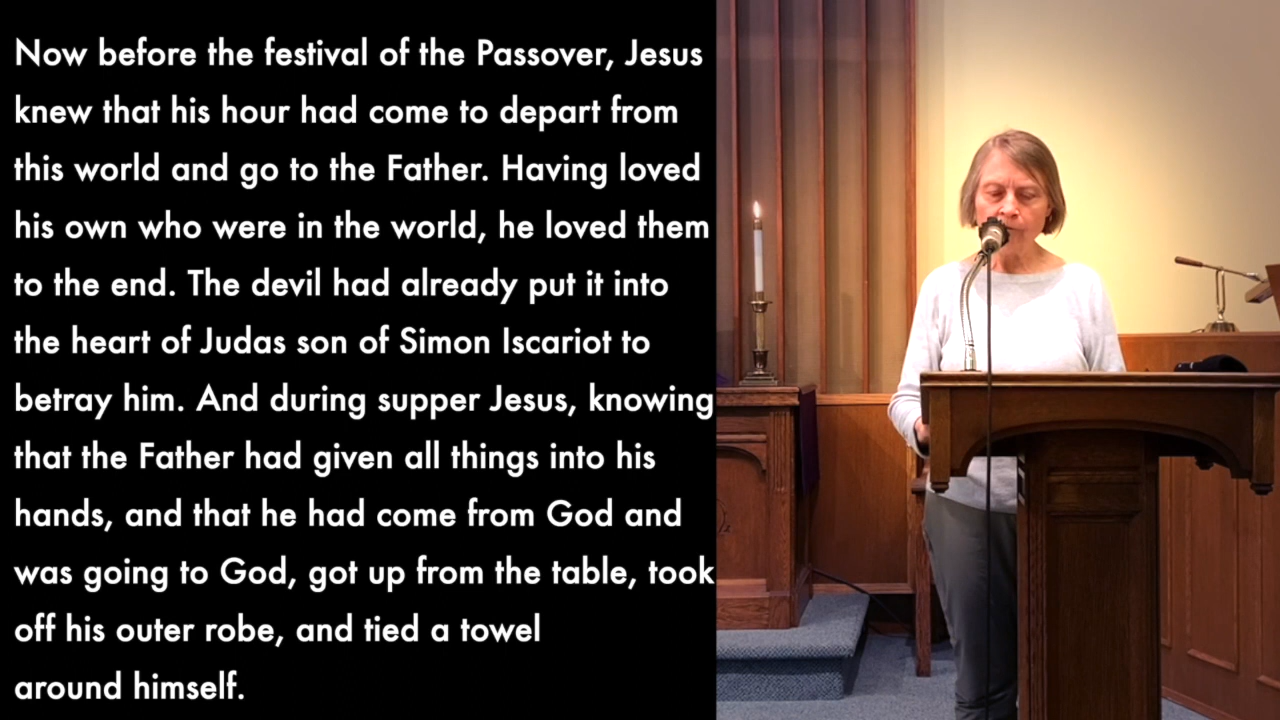 Now before the festival of the Passover, Jesus
knew that his hour had come to depart from
this world and go to the Father. Having loved
his own who were in the world, he loved them
to the end. The devil had already put it into
the heart of Judas son of Simon Iscariot to
betray him. And during supper Jesus, knowing
that the Father had given all things into his
hands, and that he had come from God and
was going to God, got up from the table, took
off his outer robe, and tied a towel
around himself.